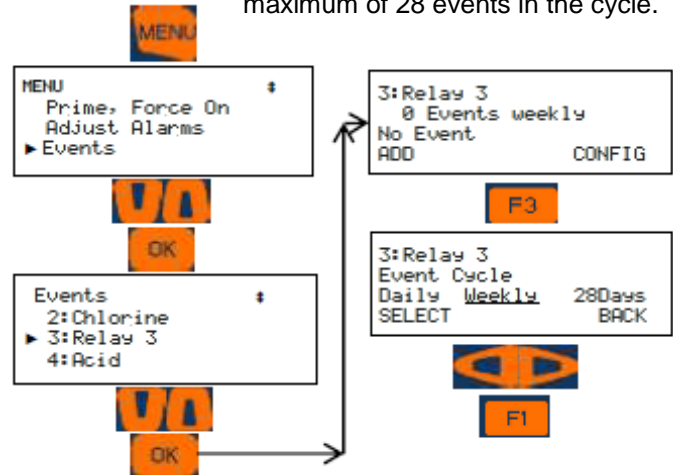 maximum of 28 events in the cycle.
MENU
MENU
Prime, Force On
Adjust Alarms
Events
OK
Events
2:Chlorine
3:Relay 3
4:Acid
OK
3:Relay 3
0 Events weekly
No Event
ADD CONFIG
F3
3:Relay 3
Event Cycle
Daily Weekly 28Days
SELECT BACK
F1